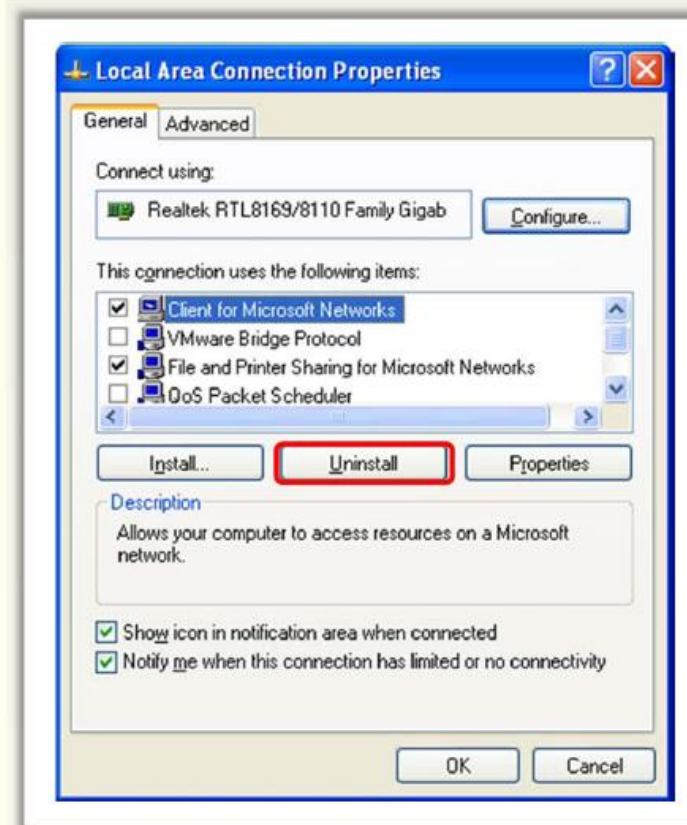 Local Area Connection Properties
General Advanced
Connect using:
Realtek RTL8169/8110 Family Gigab Configure...
This connection uses the following items:
Client for Microsoft Networks
VMware Bridge Protocol
File and Printer Sharing for Microsoft Networks
QoS Packet Scheduler
Install... Uninstall Properties
Description
Allows your computer to access resources on a Microsoft
network.
Show icon in notification area when connected
Notify me when this connection has limited or no connectivity
OK Cancel